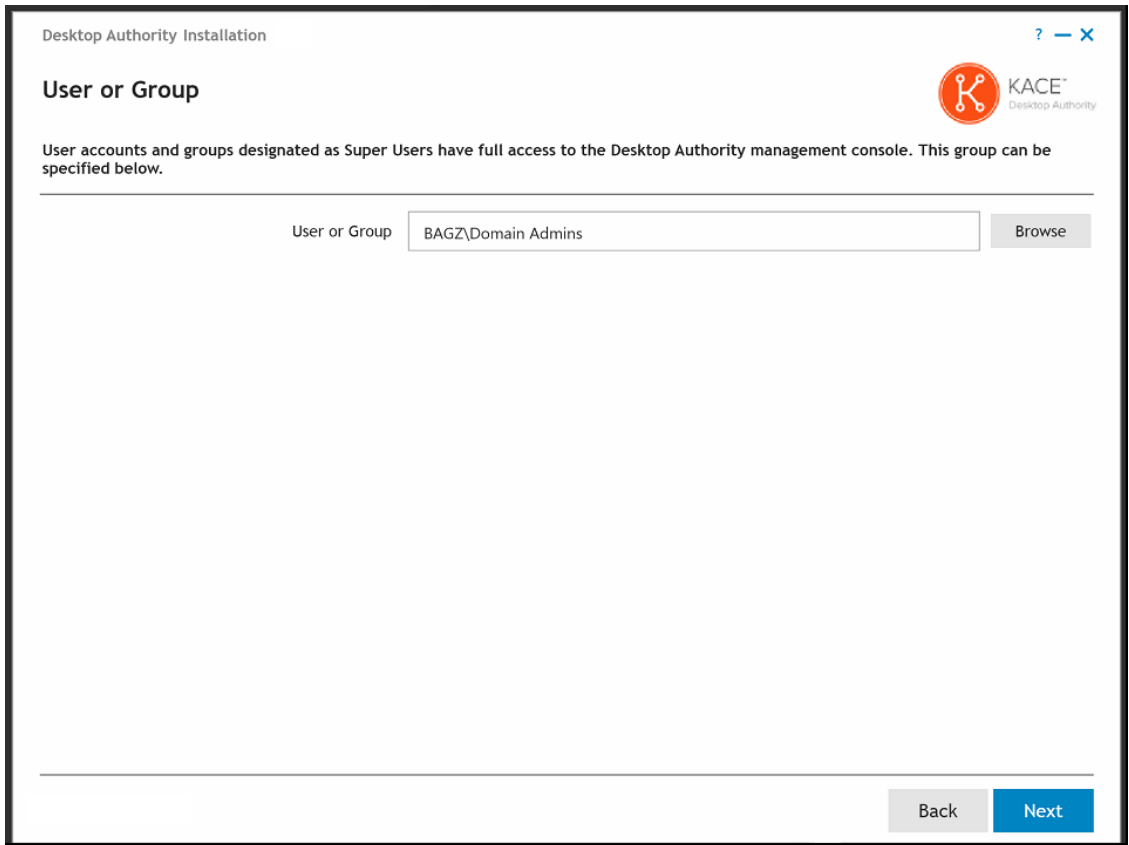 Desktop Authority Installation
?
User or Group
KACE™
Desktop Authority
User accounts and groups designated as Super Users have full access to the Desktop Authority management console. This group can be
specified below.
User or Group
BAGZ\Domain Admins
Browse
Back
Next